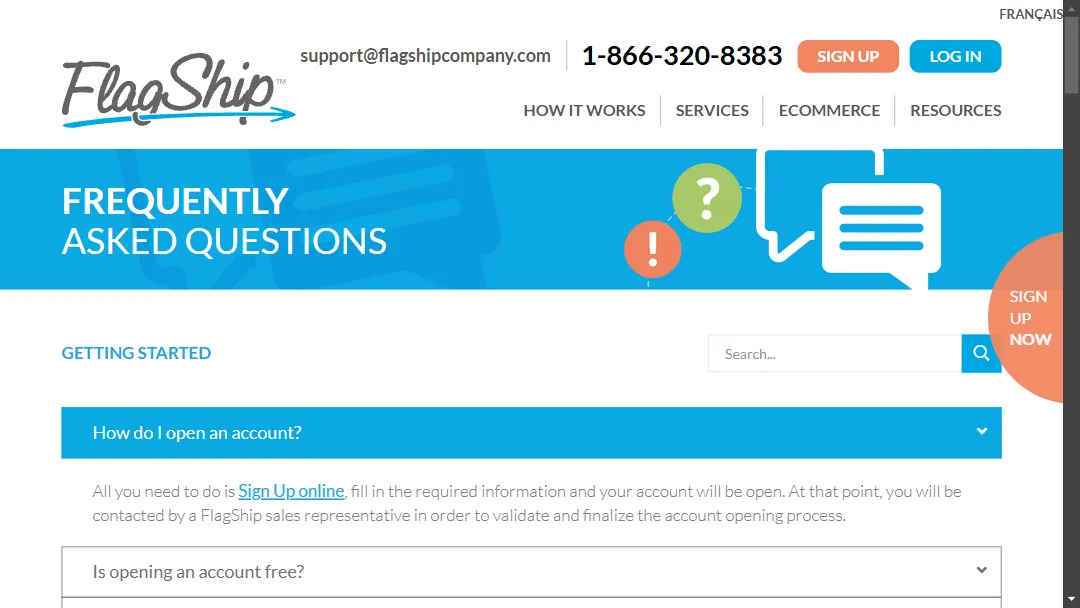 FRANÇAIS
FlagShip™
support@flagshipcompany.com
1-866-320-8383
SIGN UP
LOG IN
HOW IT WORKS
SERVICES
ECOMMERCE
RESOURCES
FREQUENTLY
ASKED QUESTIONS
?
!
SIGN
UP
NOW
GETTING STARTED
Search...
How do I open an account?
All you need to do is Sign Up online, fill in the required information and your account will be open. At that point, you will be
contacted by a FlagShip sales representative in order to validate and finalize the account opening process.
Is opening an account free?